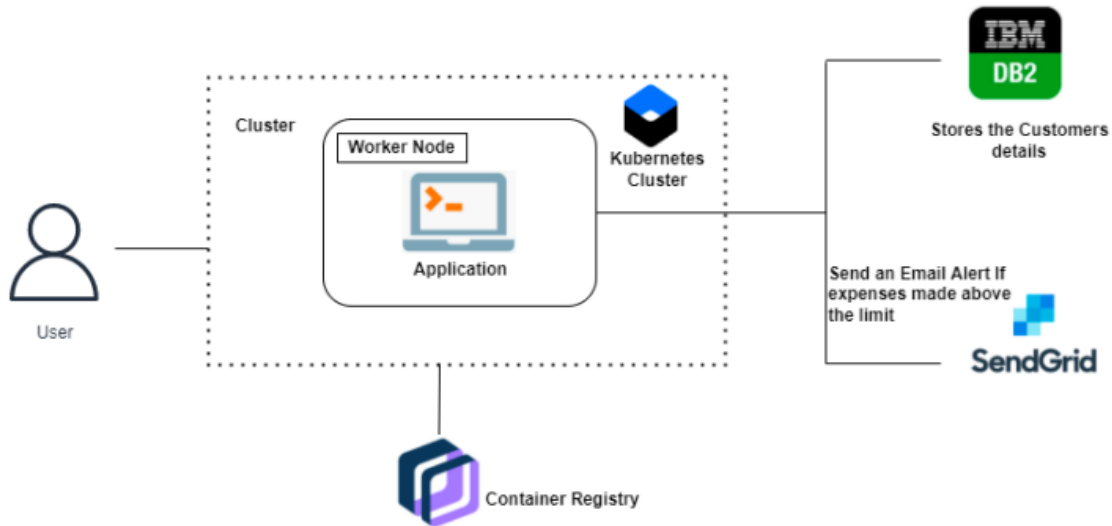 IBM
DB2
Stores the Customers
details
Cluster
Worker Node
Kubernetes
Cluster
Application
User
Send an Email Alert If
expenses made above
the limit
SendGrid
Container Registry